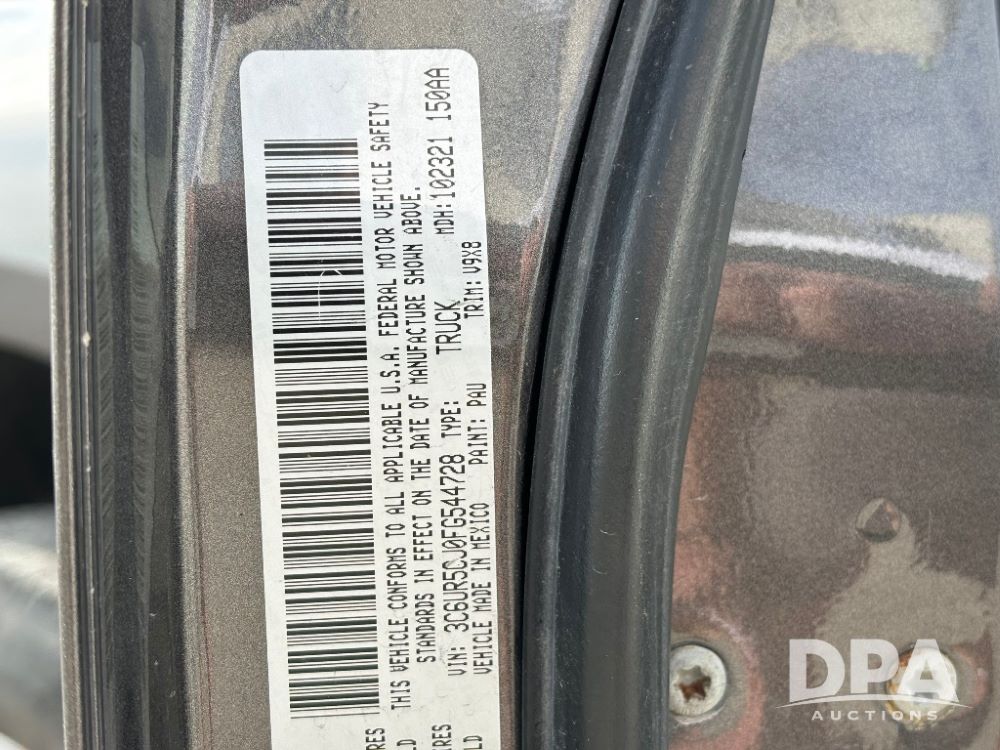 THIS VEHICLE CONFORMS TO ALL APPLICABLE U.S.A. FEDERAL MOTOR VEHICLE SAFETY
STANDARDS IN EFFECT ON THE DATE OF MANUFACTURE SHOWN ABOVE.
VIN: 3C6UR5CJ0FG544728 TYPE: TRUCK MDH: 102321 150AA
VEHICLE MADE IN MEXICO PAINT: PAU TRIM: V9X8
DPA
AUCTIONS